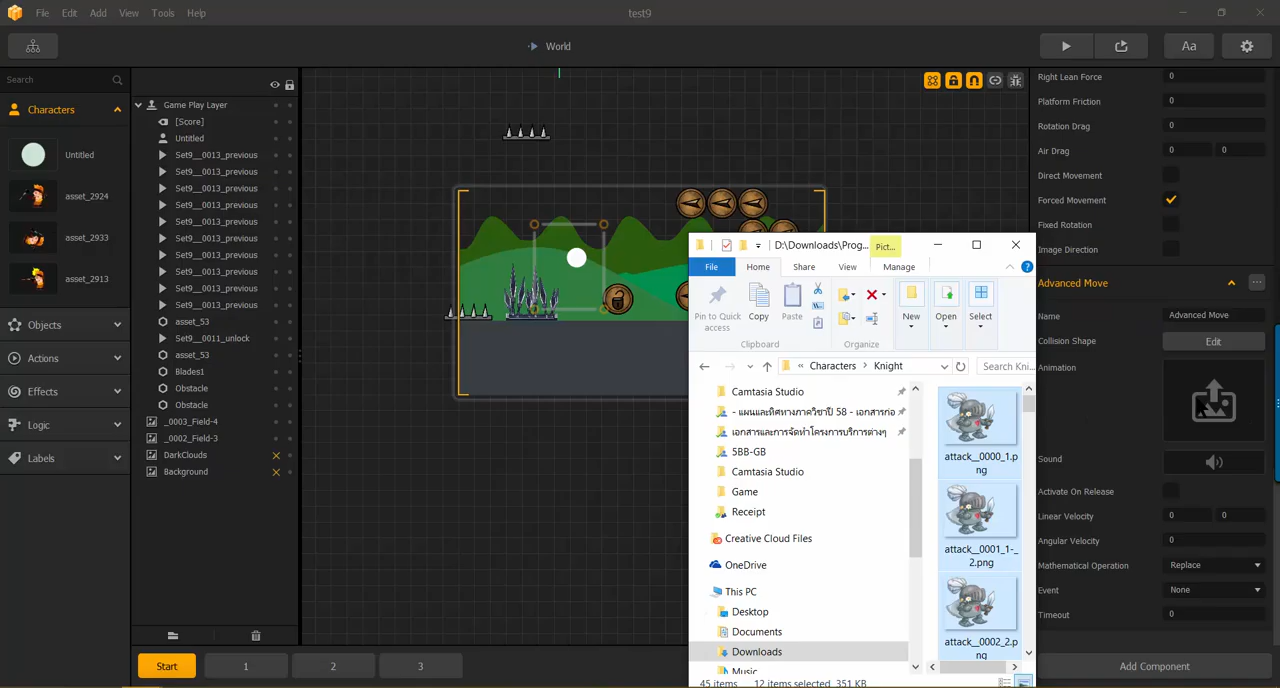 File Edit Add View Tools Help
test9
World
Aa
Search
Characters
Untitled
asset_2924
asset_2933
asset_2913
Objects
Actions
Effects
Logic
Labels
Game Play Layer
[Score]
Untitled
Set9__0013_previous
Set9__0013_previous
Set9__0013_previous
Set9__0013_previous
Set9__0013_previous
Set9__0013_previous
Set9__0013_previous
Set9__0013_previous
Set9__0013_previous
Set9__0013_previous
asset_53
Set9__0011_unlock
asset_53
Blades1
Obstacle
Obstacle
_0003_Field-4
_0002_Field-3
DarkClouds
Background
Start 1 2 3
D:\Downloads\Prog... Pict...
File Home Share View Manage
Pin to Quick access
Copy
Paste
Clipboard
Organize
New
Open
Select
Characters Knight
Search Kni...
Camtasia Studio
- แผนและทิศทางภาควิชาปี 58 - เอกสารก่อ
เอกสารและการจัดทำโครงการบริการต่างๆ
5BB-GB
Camtasia Studio
Game
Receipt
Creative Cloud Files
OneDrive
This PC
Desktop
Documents
Downloads
Music
attack__0000_1.p
ng
attack__0001_1-_
2.png
attack__0002_2.p
ng
45 items 12 items selected 351 KB
Right Lean Force 0
Platform Friction 0
Rotation Drag 0
Air Drag 0 0
Direct Movement
Forced Movement
Fixed Rotation
Image Direction
Advanced Move
Name Advanced Move
Collision Shape Edit
Animation
Sound
Activate On Release
Linear Velocity 0 0
Angular Velocity 0
Mathematical Operation Replace
Event None
Timeout 0
Add Component